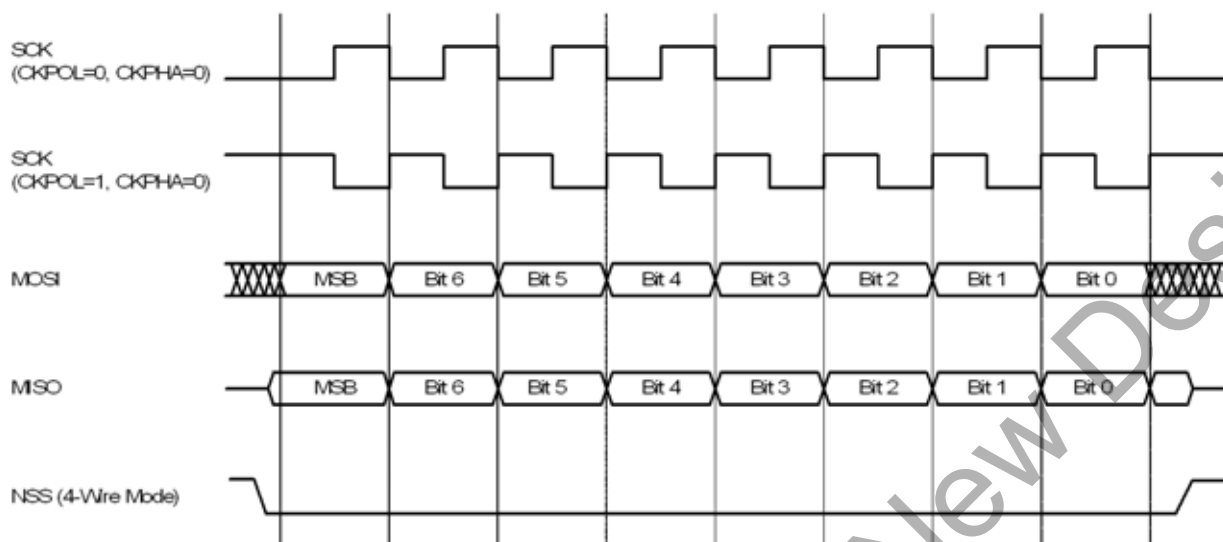 SCK
(CKPOL=0, CKPHA=0)
SCK
(CKPOL=1, CKPHA=0)
MOSI
MSB Bit 6 Bit 5 Bit 4 Bit 3 Bit 2 Bit 1 Bit 0
MISO
MSB Bit 6 Bit 5 Bit 4 Bit 3 Bit 2 Bit 1 Bit 0
NSS (4-Wire Mode)
New Desi